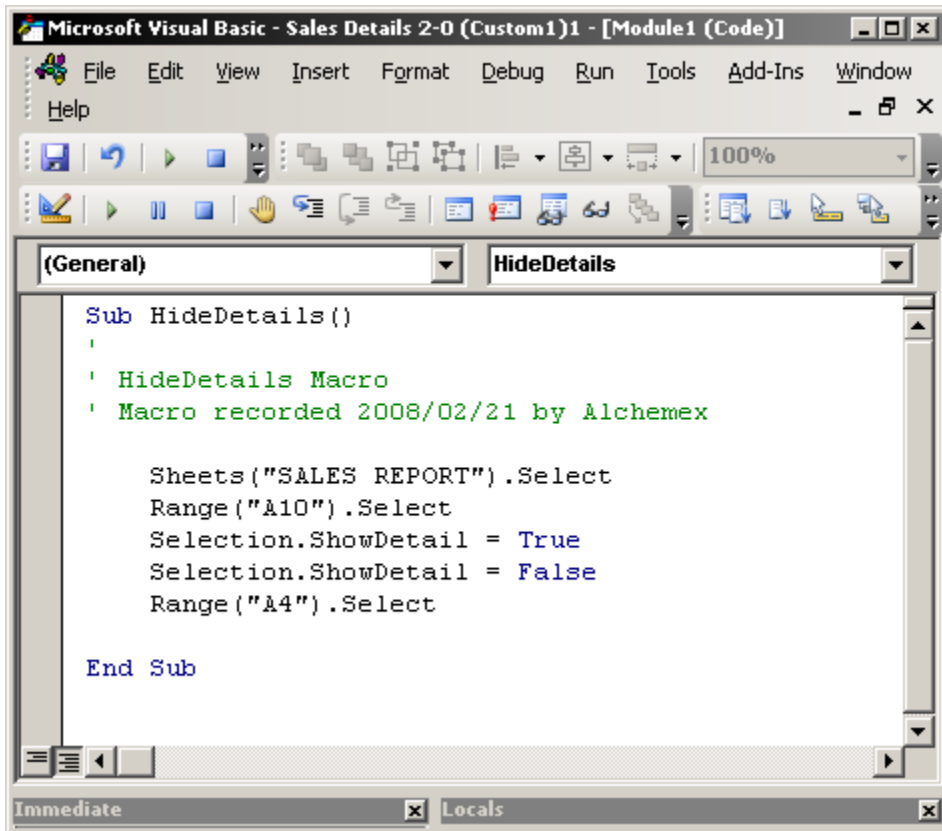 Microsoft Visual Basic - Sales Details 2-0 (Custom1)1 - [Module1 (Code)]
File Edit View Insert Format Debug Run Tools Add-Ins Window
Help
100%
(General) HideDetails
Sub HideDetails()
'
' HideDetails Macro
' Macro recorded 2008/02/21 by Alchemex
Sheets("SALES REPORT").Select
Range("A10").Select
Selection.ShowDetail = True
Selection.ShowDetail = False
Range("A4").Select
End Sub
Immediate Locals